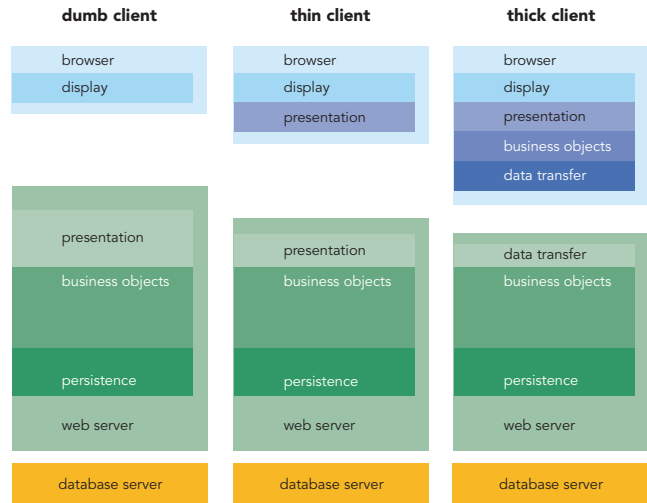 dumb client
browser
display
presentation
business objects
persistence
web server
database server
thin client
browser
display
presentation
presentation
business objects
persistence
web server
database server
thick client
browser
display
presentation
business objects
data transfer
data transfer
business objects
persistence
web server
database server